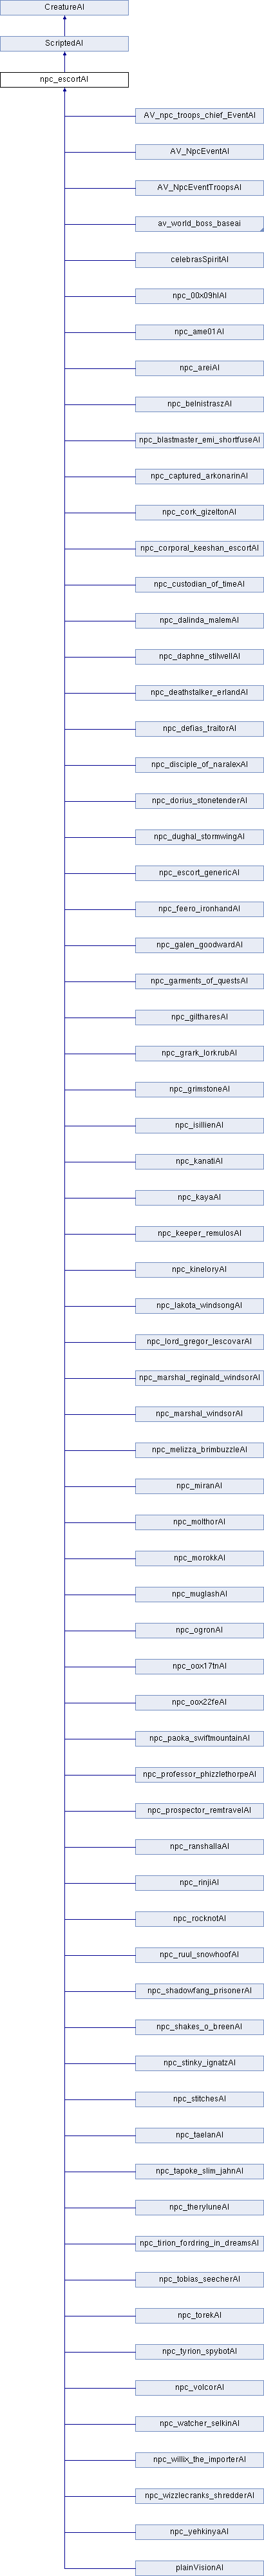 CreatureAI
ScriptedAI
npc_escortAI
AV_npc_troops_chief_EventAI
AV_NpcEventAI
AV_NpcEventTroopsAI
av_world_boss_baseai
celebrasSpiritAI
npc_00x09hlAI
npc_ame01AI
npc_areiAI
npc_belnistraszAI
npc_blastmaster_emi_shortfuseAI
npc_captured_arkonarinAI
npc_cork_gizeltonAI
npc_corporal_keeshan_escortAI
npc_custodian_of_timeAI
npc_dalinda_malemAI
npc_daphne_stilwellAI
npc_deathstalker_erlandAI
npc_defias_traitorAI
npc_disciple_of_naralexAI
npc_dorius_stonetenderAI
npc_dughal_stormwingAI
npc_escort_genericAI
npc_feero_ironhandAI
npc_galen_goodwardAI
npc_garments_of_questsAI
npc_giltharesAI
npc_grark_lorkrubAI
npc_grimstoneAI
npc_isillienAI
npc_kanatiAI
npc_kayaAI
npc_keeper_remulosAI
npc_kineloryAI
npc_lakota_windsongAI
npc_lord_gregor_lescovarAI
npc_marshal_reginald_windsorAI
npc_marshal_windsorAI
npc_melizza_brimbuzzleAI
npc_miranAI
npc_molthorAI
npc_morokkAI
npc_muglashAI
npc_ogronAI
npc_oox17tnAI
npc_oox22feAI
npc_paoka_swiftmountainAI
npc_professor_phizzlethorpeAI
npc_prospector_remtravelAI
npc_ranshallaAI
npc_rinjiAI
npc_rocknotAI
npc_ruul_snowhoofAI
npc_shadowfang_prisonerAI
npc_shakes_o_breenAI
npc_stinky_ignatzAI
npc_stitchesAI
npc_taelanAI
npc_tapoke_slim_jahnAI
npc_theryluneAI
npc_tirion_fordring_in_dreamsAI
npc_tobias_seecherAI
npc_torekAI
npc_tyrion_spybotAI
npc_volcorAI
npc_watcher_selkinAI
npc_willix_the_importerAI
npc_wizzlecranks_shredderAI
npc_yehkinyaAI
plainVisionAI